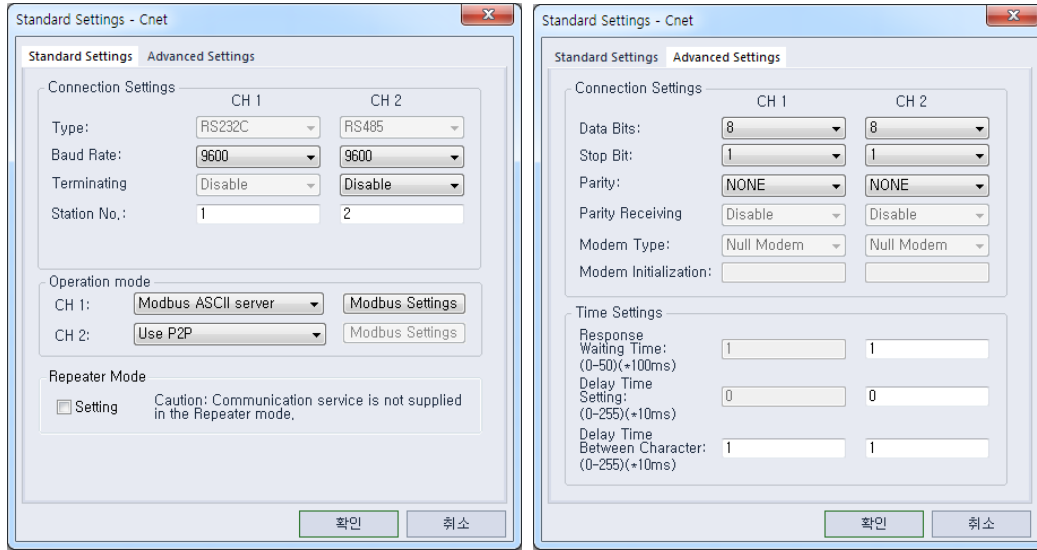 Standard Settings - Cnet
x
Standard Settings Advanced Settings
Connection Settings
CH 1 CH 2
Type: RS232C RS485
Baud Rate: 9600 9600
Terminating Disable Disable
Station No,: 1 2
Operation mode
CH 1: Modbus ASCII server Modbus Settings
CH 2: Use P2P Modbus Settings
Repeater Mode
Setting
Caution: Communication service is not supplied
in the Repeater mode,
확인 취소
Standard Settings - Cnet
x
Standard Settings Advanced Settings
Connection Settings
CH 1 CH 2
Data Bits: 8 8
Stop Bit: 1 1
Parity: NONE NONE
Parity Receiving Disable Disable
Modem Type: Null Modem Null Modem
Modem Initialization:
Time Settings
Response
Waiting Time: 1 1
(0-50)(*100ms)
Delay Time
Setting: 0 0
(0-255)(*10ms)
Delay Time
Between Character: 1 1
(0-255)(*10ms)
확인 취소